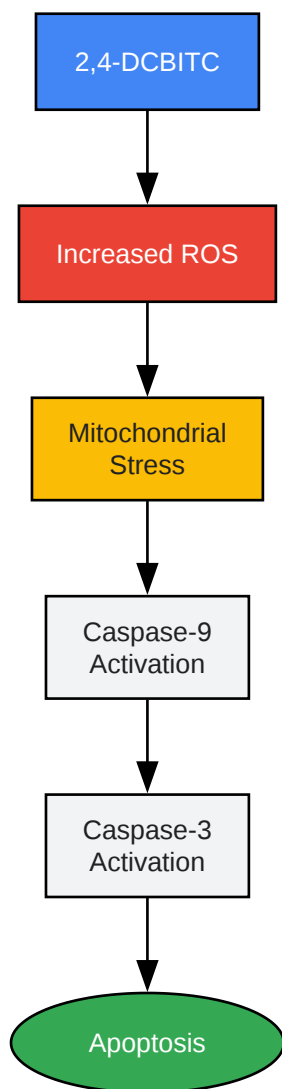 2,4-DCBITC
Increased ROS
Mitochondrial
Stress
Caspase-9
Activation
Caspase-3
Activation
Apoptosis